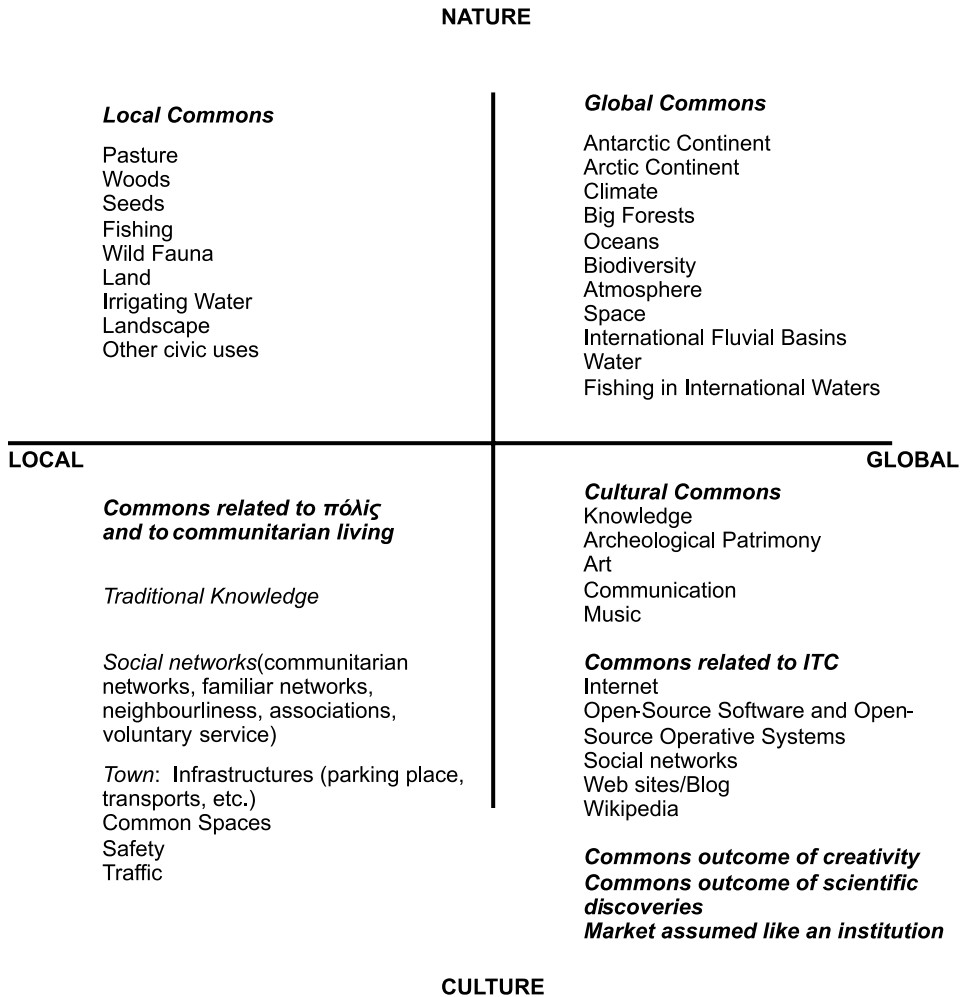 NATURE
Local Commons
Pasture
Woods
Seeds
Fishing
Wild Fauna
Land
Irrigating Water
Landscape
Other civic uses
Global Commons
Antarctic Continent
Arctic Continent
Climate
Big Forests
Oceans
Biodiversity
Atmosphere
Space
International Fluvial Basins
Water
Fishing in International Waters
LOCAL
GLOBAL
Commons related to πόλις
and to communitarian living
Traditional Knowledge
Social networks(communitarian
networks, familiar networks,
neighbourliness, associations,
voluntary service)
Town: Infrastructures (parking place,
transports, etc.)
Common Spaces
Safety
Traffic
Cultural Commons
Knowledge
Archeological Patrimony
Art
Communication
Music
Commons related to ITC
Internet
Open-Source Software and Open-
Source Operative Systems
Social networks
Web sites/Blog
Wikipedia
Commons outcome of creativity
Commons outcome of scientific
discoveries
Market assumed like an institution
CULTURE